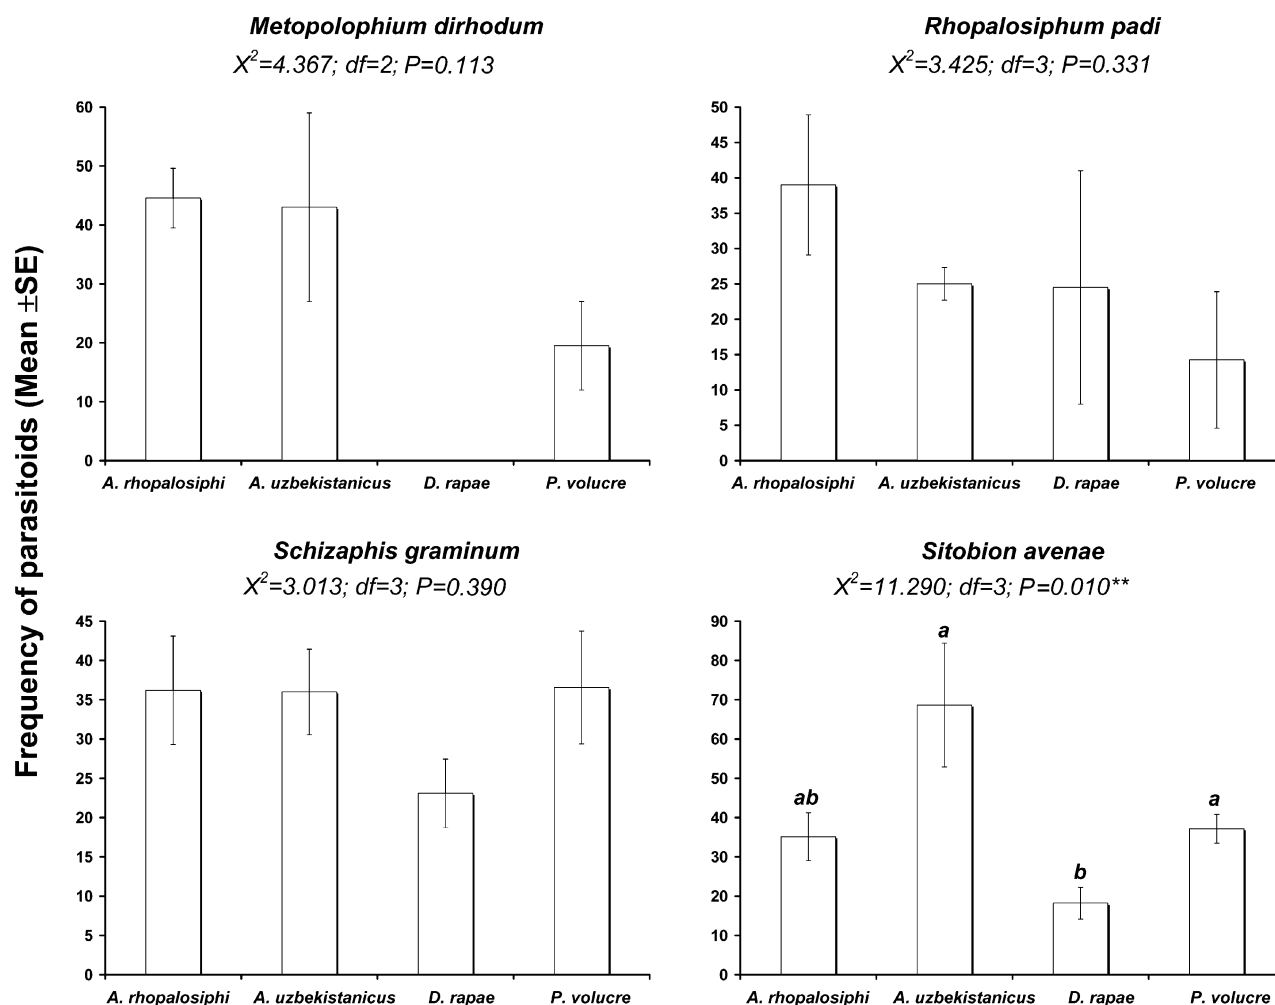 Frequency of parasitoids (Mean ±SE)
Metopolophium dirhodum
X²=4.367; df=2; P=0.113
60
50
40
30
20
10
0
A. rhopalosiphi A. uzbekistanicus D. rapae P. volucre
Rhopalosiphum padi
X²=3.425; df=3; P=0.331
50
45
40
35
30
25
20
15
10
5
0
A. rhopalosiphi A. uzbekistanicus D. rapae P. volucre
Schizaphis graminum
X²=3.013; df=3; P=0.390
45
40
35
30
25
20
15
10
5
0
A. rhopalosiphi A. uzbekistanicus D. rapae P. volucre
Sitobion avenae
X²=11.290; df=3; P=0.010**
90
80
70
60
50
40
30
20
10
0
ab
a
b
a
A. rhopalosiphi A. uzbekistanicus D. rapae P. volucre